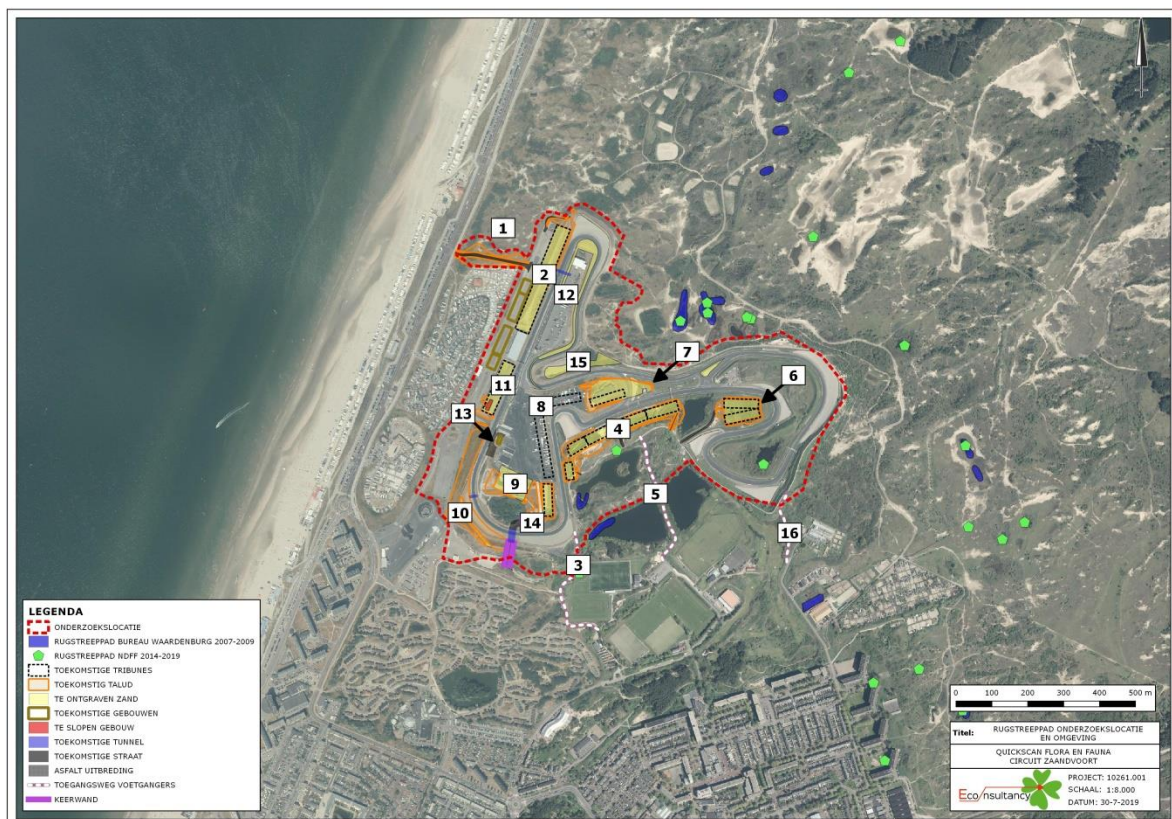 1
2
12
15
7
6
11
13
8
4
9
5
10
14
3
16
LEGENDA
ONDERZOEKSLOCATIE
RUGSTREEPPAD BUREAU WAARDENBURG 2007-2009
RUGSTREEPPAD NDFF 2014-2019
TOEKOMSTIGE TRIBUNES
TOEKOMSTIG TALUD
TE ONTGRAVEN ZAND
TOEKOMSTIGE GEBOUWEN
TE SLOPEN GEBOUW
TOEKOMSTIGE TUNNEL
TOEKOMSTIGE STRAAT
ASFALT UITBREDING
TOEGANGSWEG VOETGANGERS
KEERWAND
0 100 200 300 400 500 m
Titel: RUGSTREEPPAD ONDERZOEKSLOCATIE
EN OMGEVING
QUICKSCAN FLORA EN FAUNA
CIRCUIT ZAANDVOORT
Econsultancy
PROJECT: 10261.001
SCHAAL: 1:8.000
DATUM: 30-7-2019